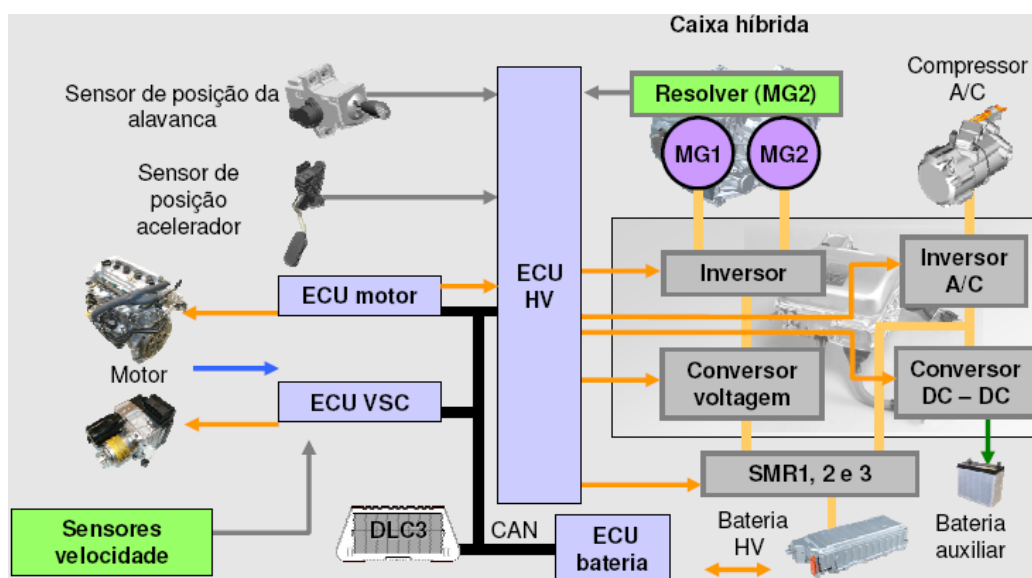 Caixa híbrida
Sensor de posição da
alavanca
Resolver (MG2)
Compressor
A/C
MG1
MG2
Sensor de
posição
acelerador
ECU
HV
ECU motor
Inversor
Inversor
A/C
Motor
ECU VSC
Conversor
voltagem
Conversor
DC – DC
SMR1, 2 e 3
Sensores
velocidade
DLC3
CAN
ECU
bateria
Bateria
HV
Bateria
auxiliar